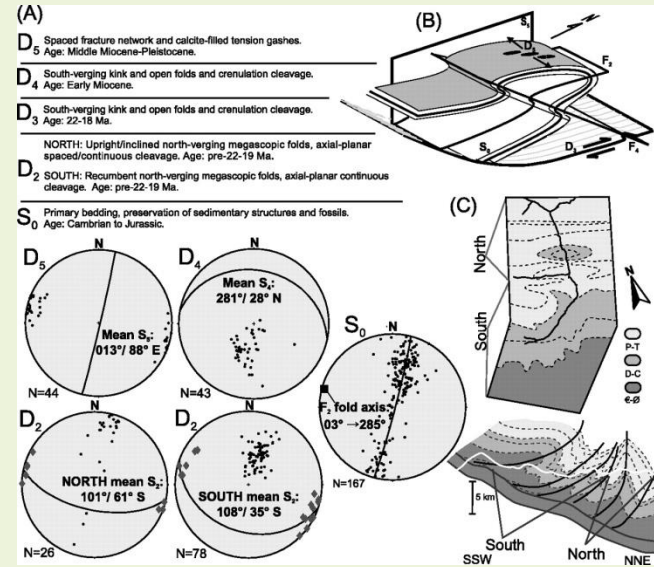 (A)
D5 Spaced fracture network and calcite-filled tension gashes.
Age: Middle Miocene-Pleistocene.
D4 South-verging kink and open folds and crenulation cleavage.
Age: Early Miocene.
D3 South-verging kink and open folds and crenulation cleavage.
Age: 22-18 Ma.
NORTH: Upright/inclined north-verging megascopic folds, axial-planar
spaced/continuous cleavage. Age: pre-22-19 Ma.
D2 SOUTH: Recumbent north-verging megascopic folds, axial-planar continuous
cleavage. Age: pre-22-19 Ma.
S0 Primary bedding, preservation of sedimentary structures and fossils.
Age: Cambrian to Jurassic.
(B)
S5
D5
F2
S0
D3
F4
D5
N
Mean S5:
013°/ 88° E
N=44
D4
N
Mean S4:
281°/ 28° N
N=43
S0
N
F2 fold axis:
03° →285°
N=167
D2
N
NORTH mean S2:
101°/ 61° S
N=26
D2
N
SOUTH mean S2:
108°/ 35° S
N=78
(C)
North
South
N
P-T
D-C
€-Ø
5 km
South
North
SSW
NNE